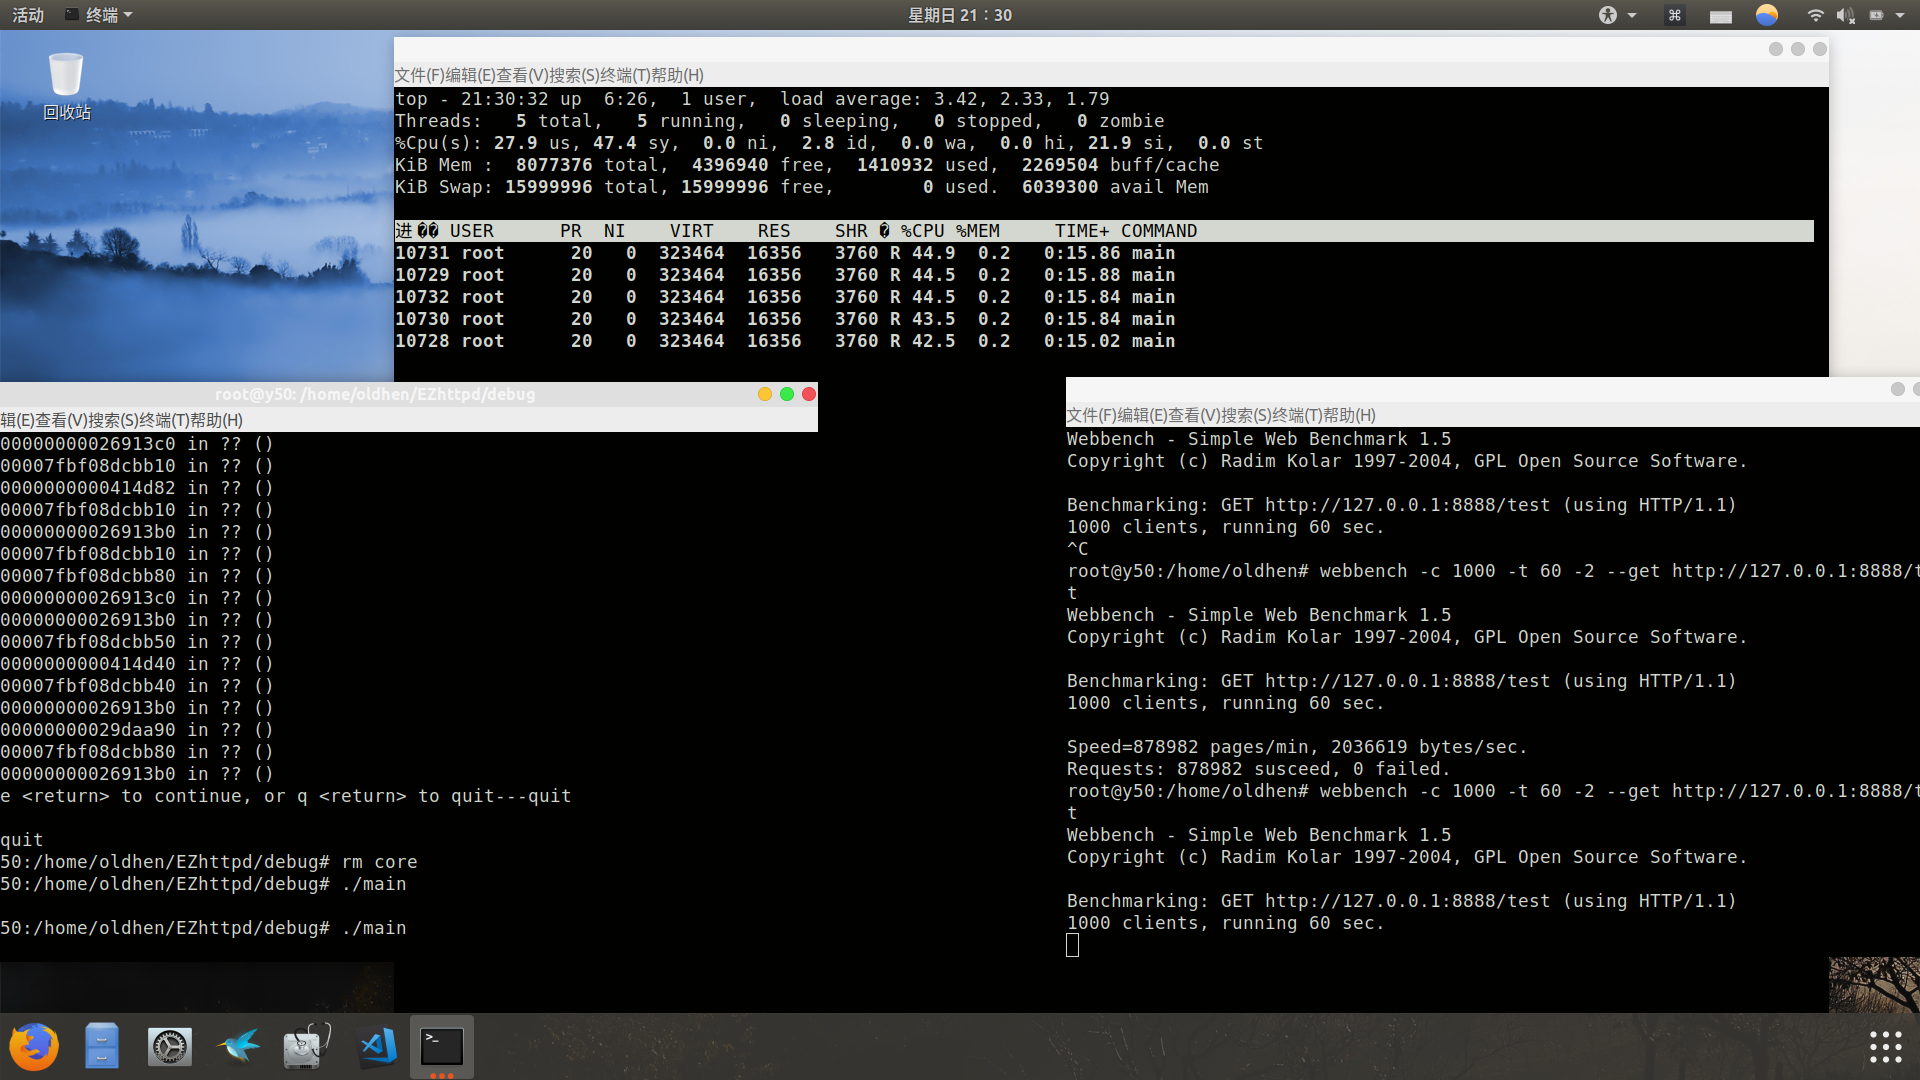 活动 终端 星期日 21：30
回收站
文件(F)编辑(E)查看(V)搜索(S)终端(T)帮助(H)
top - 21:30:32 up  6:26,  1 user,  load average: 3.42, 2.33, 1.79
Threads:   5 total,   5 running,   0 sleeping,   0 stopped,   0 zombie
%Cpu(s): 27.9 us, 47.4 sy,  0.0 ni,  2.8 id,  0.0 wa,  0.0 hi, 21.9 si,  0.0 st
KiB Mem :  8077376 total,  4396940 free,  1410932 used,  2269504 buff/cache
KiB Swap: 15999996 total, 15999996 free,        0 used.  6039300 avail Mem
进�� USER      PR  NI    VIRT    RES    SHR � %CPU %MEM     TIME+ COMMAND
10731 root      20   0  323464  16356   3760 R 44.9  0.2   0:15.86 main
10729 root      20   0  323464  16356   3760 R 44.5  0.2   0:15.88 main
10732 root      20   0  323464  16356   3760 R 44.5  0.2   0:15.84 main
10730 root      20   0  323464  16356   3760 R 43.5  0.2   0:15.84 main
10728 root      20   0  323464  16356   3760 R 42.5  0.2   0:15.02 main
root@y50: /home/oldhen/EZhttpd/debug
辑(E)查看(V)搜索(S)终端(T)帮助(H)
00000000026913c0 in ?? ()
00007fbf08dcbb10 in ?? ()
0000000000414d82 in ?? ()
00007fbf08dcbb10 in ?? ()
00000000026913b0 in ?? ()
00007fbf08dcbb10 in ?? ()
00007fbf08dcbb80 in ?? ()
00000000026913c0 in ?? ()
00000000026913b0 in ?? ()
00007fbf08dcbb50 in ?? ()
0000000000414d40 in ?? ()
00007fbf08dcbb40 in ?? ()
00000000026913b0 in ?? ()
00000000029daa90 in ?? ()
00007fbf08dcbb80 in ?? ()
00000000026913b0 in ?? ()
e <return> to continue, or q <return> to quit---quit
quit
50:/home/oldhen/EZhttpd/debug# rm core
50:/home/oldhen/EZhttpd/debug# ./main
50:/home/oldhen/EZhttpd/debug# ./main
文件(F)编辑(E)查看(V)搜索(S)终端(T)帮助(H)
Webbench - Simple Web Benchmark 1.5
Copyright (c) Radim Kolar 1997-2004, GPL Open Source Software.
Benchmarking: GET http://127.0.0.1:8888/test (using HTTP/1.1)
1000 clients, running 60 sec.
^C
root@y50:/home/oldhen# webbench -c 1000 -t 60 -2 --get http://127.0.0.1:8888/t
t
Webbench - Simple Web Benchmark 1.5
Copyright (c) Radim Kolar 1997-2004, GPL Open Source Software.
Benchmarking: GET http://127.0.0.1:8888/test (using HTTP/1.1)
1000 clients, running 60 sec.
Speed=878982 pages/min, 2036619 bytes/sec.
Requests: 878982 susceed, 0 failed.
root@y50:/home/oldhen# webbench -c 1000 -t 60 -2 --get http://127.0.0.1:8888/t
t
Webbench - Simple Web Benchmark 1.5
Copyright (c) Radim Kolar 1997-2004, GPL Open Source Software.
Benchmarking: GET http://127.0.0.1:8888/test (using HTTP/1.1)
1000 clients, running 60 sec.
>_